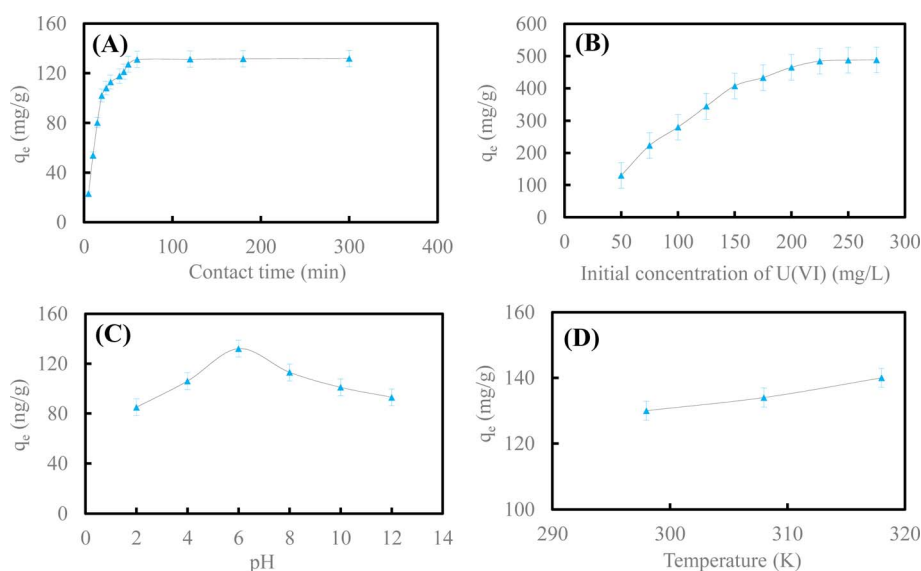 (A)
160
120
80
40
0
qe (mg/g)
0 100 200 300 400
Contact time (min)
(B)
600
500
400
300
200
100
0
qe (mg/g)
0 50 100 150 200 250 300
Initial concentration of U(VI) (mg/L)
(C)
160
120
80
40
0
qe (ng/g)
0 2 4 6 8 10 12 14
pH
(D)
160
140
120
100
qe (mg/g)
290 300 310 320
Temperature (K)